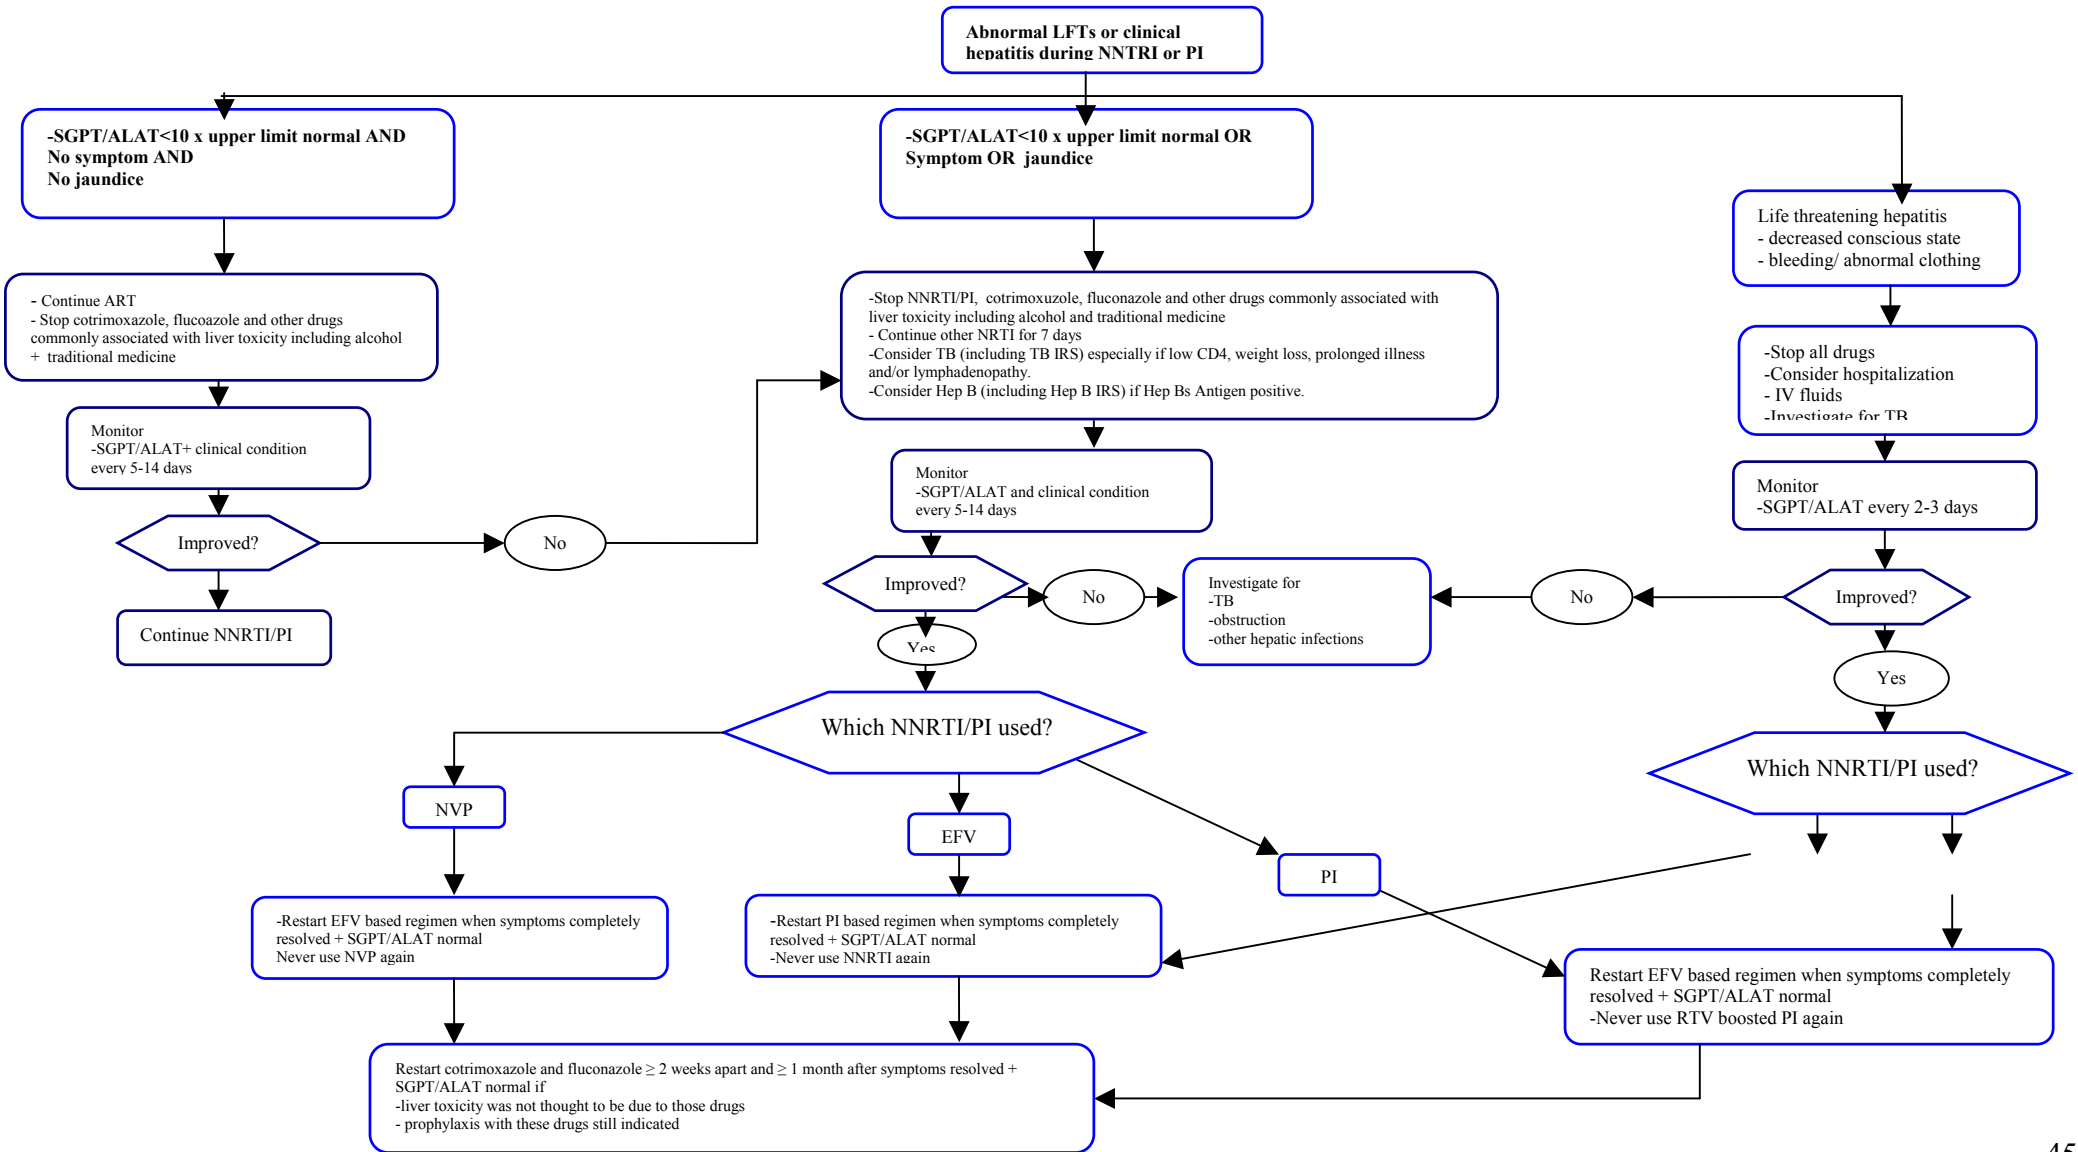 Abnormal LFTs or clinical
hepatitis during NNTRI or PI
-SGPT/ALAT<10 x upper limit normal AND
No symptom AND
No jaundice
-SGPT/ALAT<10 x upper limit normal OR
Symptom OR jaundice
Life threatening hepatitis
- decreased conscious state
- bleeding/ abnormal clothing
- Continue ART
- Stop cotrimoxazole, flucoazole and other drugs
commonly associated with liver toxicity including alcohol
+ traditional medicine
-Stop NNRTI/PI, cotrimoxuzole, fluconazole and other drugs commonly associated with
liver toxicity including alcohol and traditional medicine
- Continue other NRTI for 7 days
-Consider TB (including TB IRS) especially if low CD4, weight loss, prolonged illness
and/or lymphadenopathy.
-Consider Hep B (including Hep B IRS) if Hep Bs Antigen positive.
-Stop all drugs
-Consider hospitalization
- IV fluids
-Investigate for TB
Monitor
-SGPT/ALAT+ clinical condition
every 5-14 days
Monitor
-SGPT/ALAT and clinical condition
every 5-14 days
Monitor
-SGPT/ALAT every 2-3 days
Improved?
No
Improved?
No
Investigate for
-TB
-obstruction
-other hepatic infections
No
Improved?
Continue NNRTI/PI
Yes
Yes
Which NNRTI/PI used?
Which NNRTI/PI used?
NVP
EFV
PI
-Restart EFV based regimen when symptoms completely
resolved + SGPT/ALAT normal
Never use NVP again
-Restart PI based regimen when symptoms completely
resolved + SGPT/ALAT normal
-Never use NNRTI again
Restart EFV based regimen when symptoms completely
resolved + SGPT/ALAT normal
-Never use RTV boosted PI again
Restart cotrimoxazole and fluconazole ≥ 2 weeks apart and ≥ 1 month after symptoms resolved +
SGPT/ALAT normal if
-liver toxicity was not thought to be due to those drugs
- prophylaxis with these drugs still indicated
45